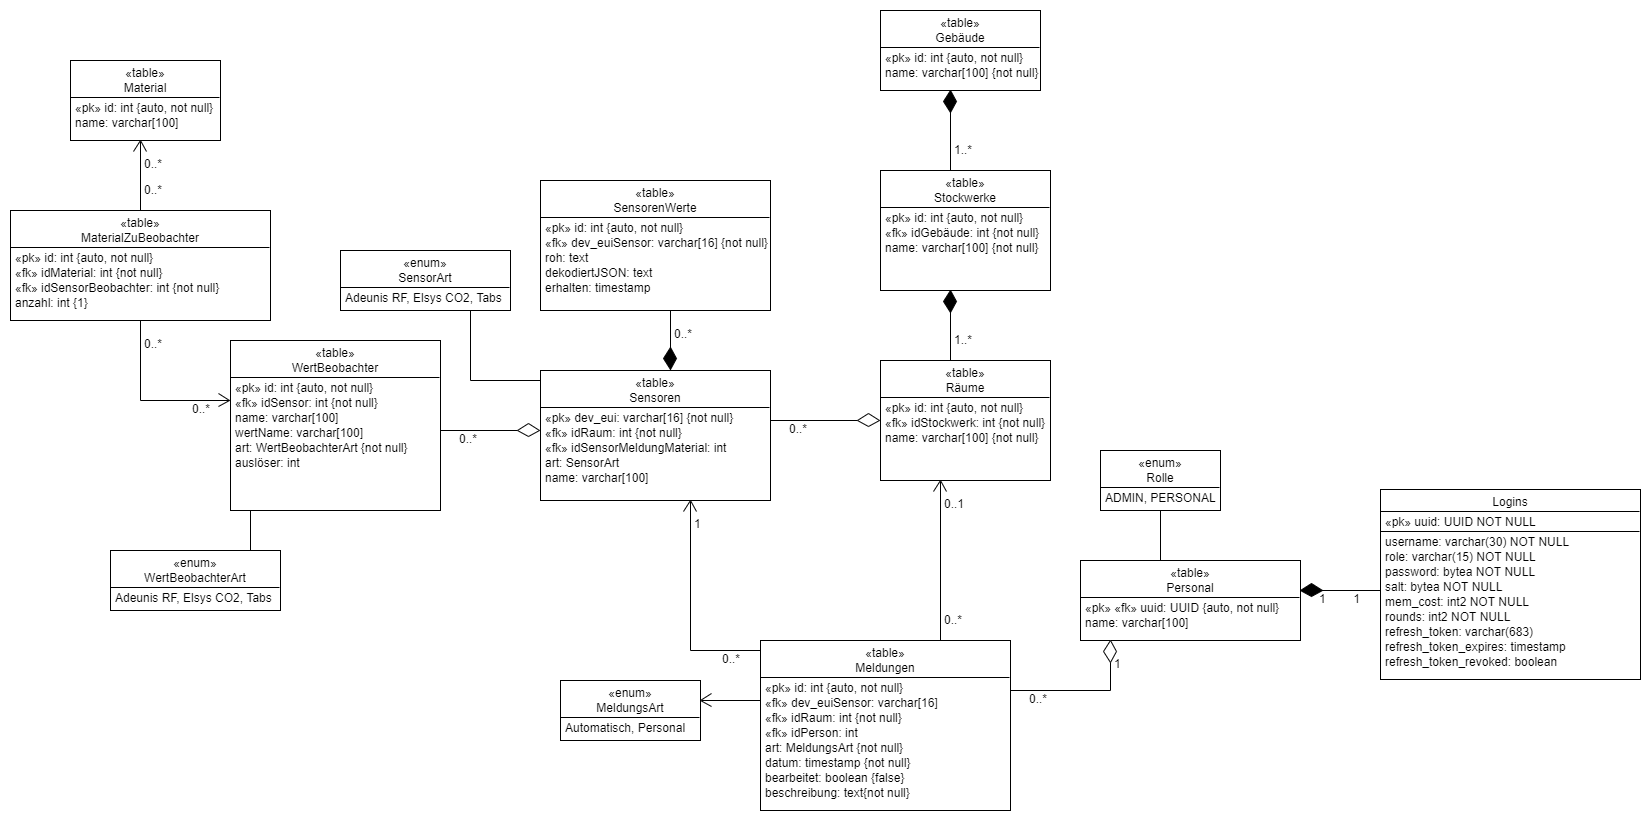 «table»
Gebäude
«pk» id: int {auto, not null}
name: varchar[100] {not null}
1..*
«table»
Material
«pk» id: int {auto, not null}
name: varchar[100]
0..*
0..*
«table»
MaterialZuBeobachter
«pk» id: int {auto, not null}
«fk» idMaterial: int {not null}
«fk» idSensorBeobachter: int {not null}
anzahl: int {1}
0..*
0..*
«table»
SensorenWerte
«pk» id: int {auto, not null}
«fk» dev_euiSensor: varchar[16] {not null}
roh: text
dekodiertJSON: text
erhalten: timestamp
0..*
«table»
Stockwerke
«pk» id: int {auto, not null}
«fk» idGebäude: int {not null}
name: varchar[100] {not null}
1..*
«enum»
SensorArt
Adeunis RF, Elsys CO2, Tabs
«table»
WertBeobachter
«pk» id: int {auto, not null}
«fk» idSensor: int {not null}
name: varchar[100]
wertName: varchar[100]
art: WertBeobachterArt {not null}
auslöser: int
0..*
«table»
Sensoren
«pk» dev_eui: varchar[16] {not null}
«fk» idRaum: int {not null}
«fk» idSensorMeldungMaterial: int
art: SensorArt
name: varchar[100]
0..*
«table»
Räume
«pk» id: int {auto, not null}
«fk» idStockwerk: int {not null}
name: varchar[100] {not null}
0..1
1
«enum»
WertBeobachterArt
Adeunis RF, Elsys CO2, Tabs
«enum»
Rolle
ADMIN, PERSONAL
«table»
Personal
«pk» «fk» uuid: UUID {auto, not null}
name: varchar[100]
1
1
1
Logins
«pk» uuid: UUID NOT NULL
username: varchar(30) NOT NULL
role: varchar(15) NOT NULL
password: bytea NOT NULL
salt: bytea NOT NULL
mem_cost: int2 NOT NULL
rounds: int2 NOT NULL
refresh_token: varchar(683)
refresh_token_expires: timestamp
refresh_token_revoked: boolean
0..*
0..*
0..*
«table»
Meldungen
«pk» id: int {auto, not null}
«fk» dev_euiSensor: varchar[16]
«fk» idRaum: int {not null}
«fk» idPerson: int
art: MeldungsArt {not null}
datum: timestamp {not null}
bearbeitet: boolean {false}
beschreibung: text{not null}
«enum»
MeldungsArt
Automatisch, Personal